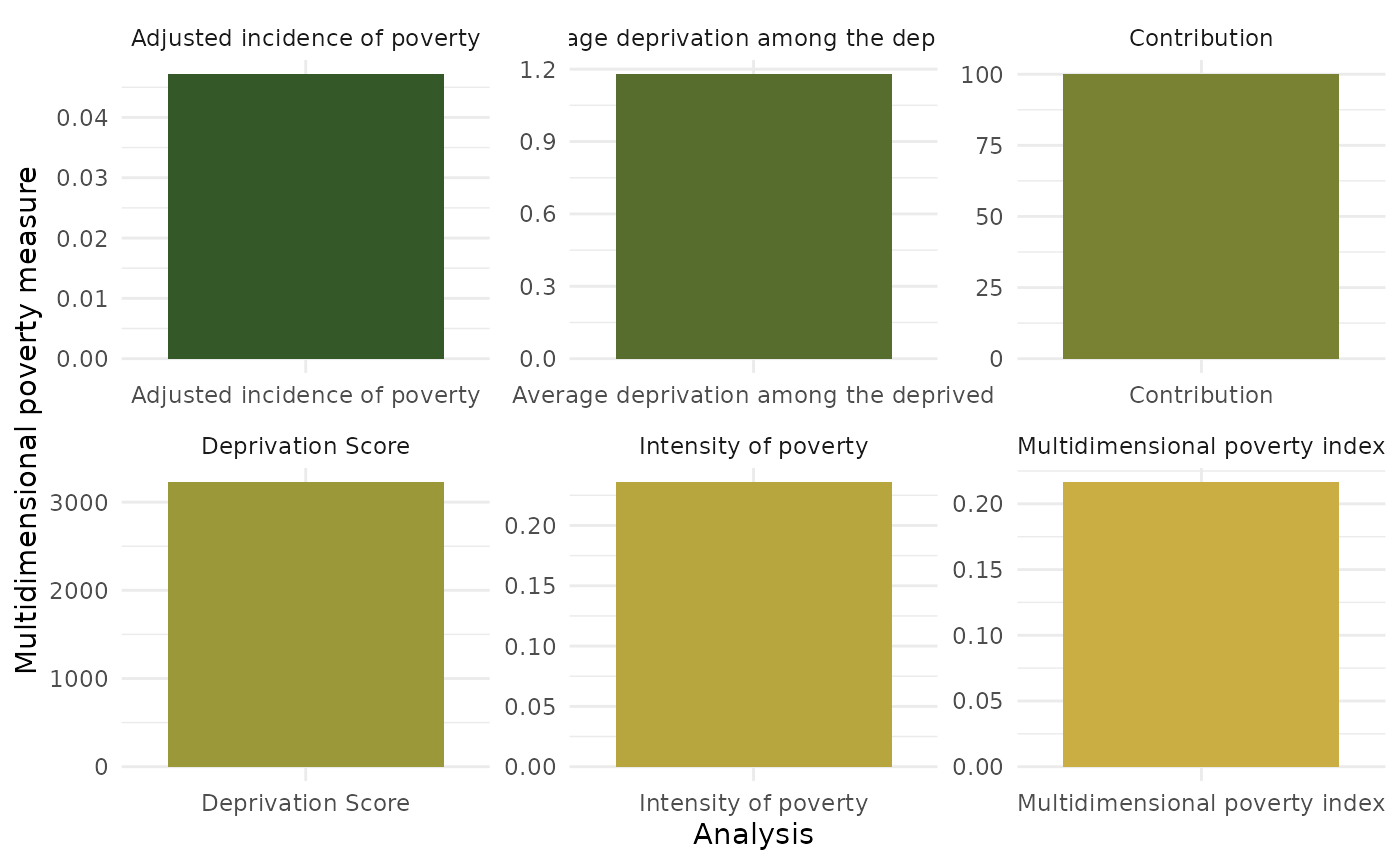 Adjusted incidence of poverty
age deprivation among the dep
Contribution
0.04
0.03
0.02
0.01
0.00
1.2
0.9
0.6
0.3
0.0
100
75
50
25
0
Adjusted incidence of poverty
Average deprivation among the deprived
Contribution
Multidimensional poverty measure
Deprivation Score
Intensity of poverty
Multidimensional poverty index
3000
2000
1000
0
0.20
0.15
0.10
0.05
0.00
0.20
0.15
0.10
0.05
0.00
Deprivation Score
Intensity of poverty
Multidimensional poverty index
Analysis